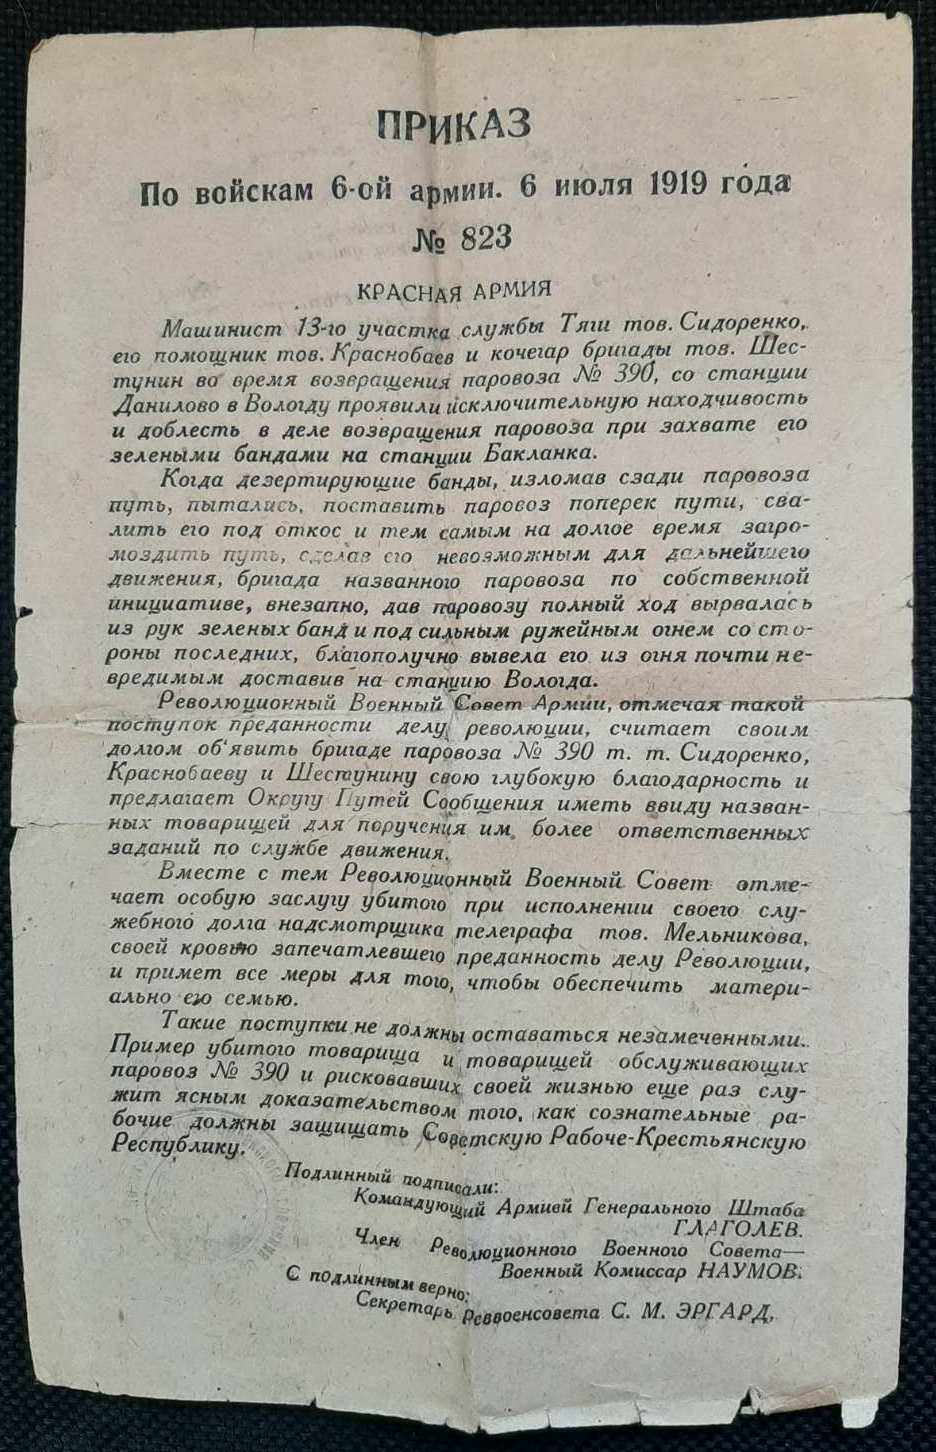 ПРИКАЗ
По войскам 6-ой армии. 6 июля 1919 года
№ 823
КРАСНАЯ АРМИЯ
Машинист 13-го участка службы Тяги тов. Сидоренко,
его помощник тов. Краснобаев и кочегар бригады тов. Шес-
тунин во время возвращения паровоза № 390, со станции
Данилово в Вологду проявили исключительную находчивость
и доблесть в деле возвращения паровоза при захвате его
зелеными бандами на станции Бакланка.
Когда дезертирующие банды, изломав сзади паровоза
путь, пытались, поставить паровоз поперек пути, сва-
лить его под откос и тем самым на долгое время загро-
моздить путь, сделав его невозможным для дальнейшего
движения, бригада названного паровоза по собственной
инициативе, внезапно, дав паровозу полный ход вырвалась
из рук зеленых банд и под сильным ружейным огнем со сто-
роны последних, благополучно вывела его из огня почти не-
вредимым доставив на станцию Вологда.
Революционный Военный Совет Армии, отмечая такой
поступок преданности делу революции, считает своим
долгом об'явить бригаде паровоза № 390 т. т. Сидоренко,
Краснобаеву и Шестунину свою глубокую благодарность и
предлагает Округу Путей Сообщения иметь ввиду назван-
ных товарищей для поручения им более ответственных
заданий по службе движения.
Вместе с тем Революционный Военный Совет отме-
чает особую заслугу убитого при исполнении своего слу-
жебного долга надсмотрщика телеграфа тов. Мельникова,
своей кровью запечатлевшего преданность делу Революции,
и примет все меры для того, чтобы обеспечить матери-
ально его семью.
Такие поступки не должны оставаться незамеченными.
Пример убитого товарища и товарищей обслуживающих
паровоз № 390 и рисковавших своей жизнью еще раз слу-
жит ясным доказательством того, как сознательные ра-
бочие должны защищать Советскую Рабоче-Крестьянскую
Республику.
Подлинный подписали:
Командующий Армией Генерального Штаба
ГЛАГОЛЕВ.
Член Революционного Военного Совета—
Военный Комиссар НАУМОВ.
С подлинным верно:
Секретарь Реввоенсовета С. М. ЭРГАРД,